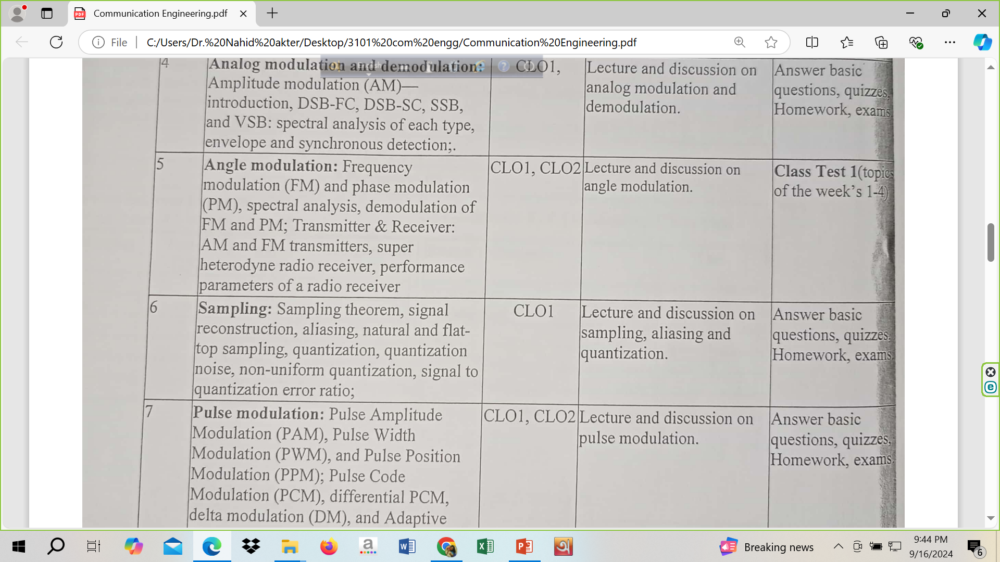 Communication Engineering.pdf
File
C:/Users/Dr.%20Nahid%20akter/Desktop/3101%20com%20engg/Communication%20Engineering.pdf
4
Analog modulation and demodulation:
Amplitude modulation (AM)—
introduction, DSB-FC, DSB-SC, SSB,
and VSB: spectral analysis of each type,
envelope and synchronous detection;.
CLO1,
Lecture and discussion on
analog modulation and
demodulation.
Answer basic
questions, quizzes,
Homework, exams
5
Angle modulation: Frequency
modulation (FM) and phase modulation
(PM), spectral analysis, demodulation of
FM and PM; Transmitter & Receiver:
AM and FM transmitters, super
heterodyne radio receiver, performance
parameters of a radio receiver
CLO1, CLO2
Lecture and discussion on
angle modulation.
Class Test 1(topics
of the week's 1-4)
6
Sampling: Sampling theorem, signal
reconstruction, aliasing, natural and flat-
top sampling, quantization, quantization
noise, non-uniform quantization, signal to
quantization error ratio;
CLO1
Lecture and discussion on
sampling, aliasing and
quantization.
Answer basic
questions, quizzes,
Homework, exams.
7
Pulse modulation: Pulse Amplitude
Modulation (PAM), Pulse Width
Modulation (PWM), and Pulse Position
Modulation (PPM); Pulse Code
Modulation (PCM), differential PCM,
delta modulation (DM), and Adaptive
CLO1, CLO2
Lecture and discussion on
pulse modulation.
Answer basic
questions, quizzes,
Homework, exams.
Breaking news
9:44 PM
9/16/2024
6